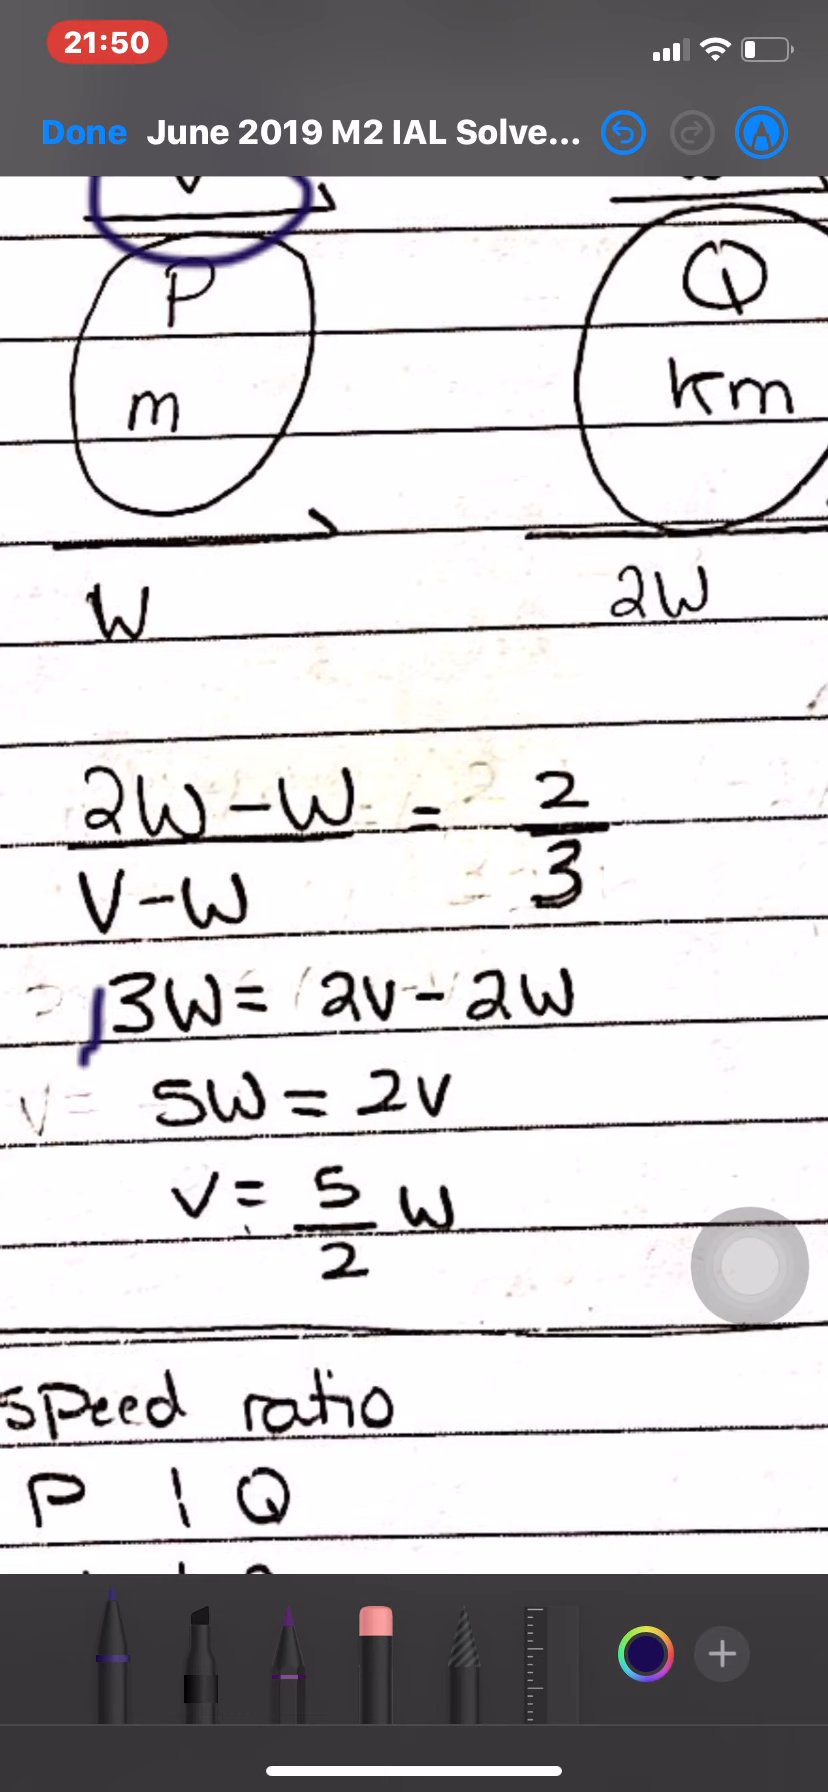 21:50
Done June 2019 M2 IAL Solve...
P Q
m km
W 2W
2W-W = 2
V-W 3
3W = 2V - 2W
5W = 2V
V = 5 W
2
speed ratio
P : Q